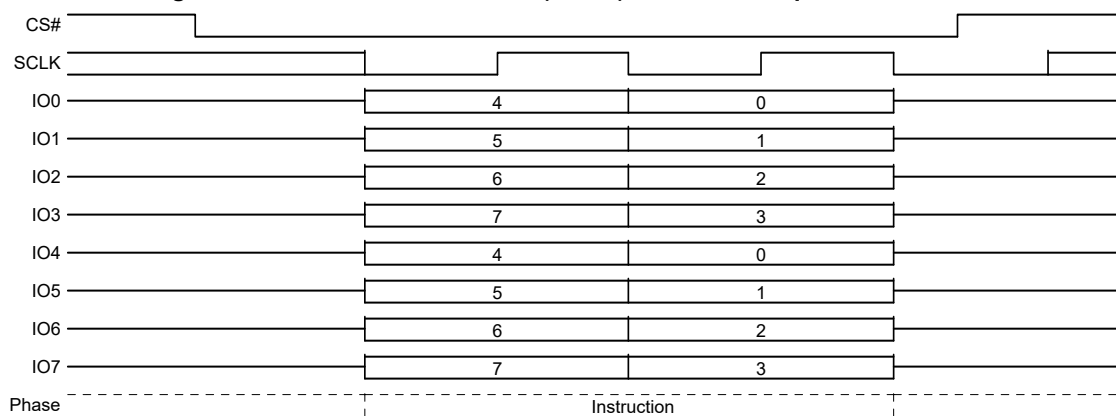 CS#
SCLK
IO0 4 0
IO1 5 1
IO2 6 2
IO3 7 3
IO4 4 0
IO5 5 1
IO6 6 2
IO7 7 3
Phase Instruction